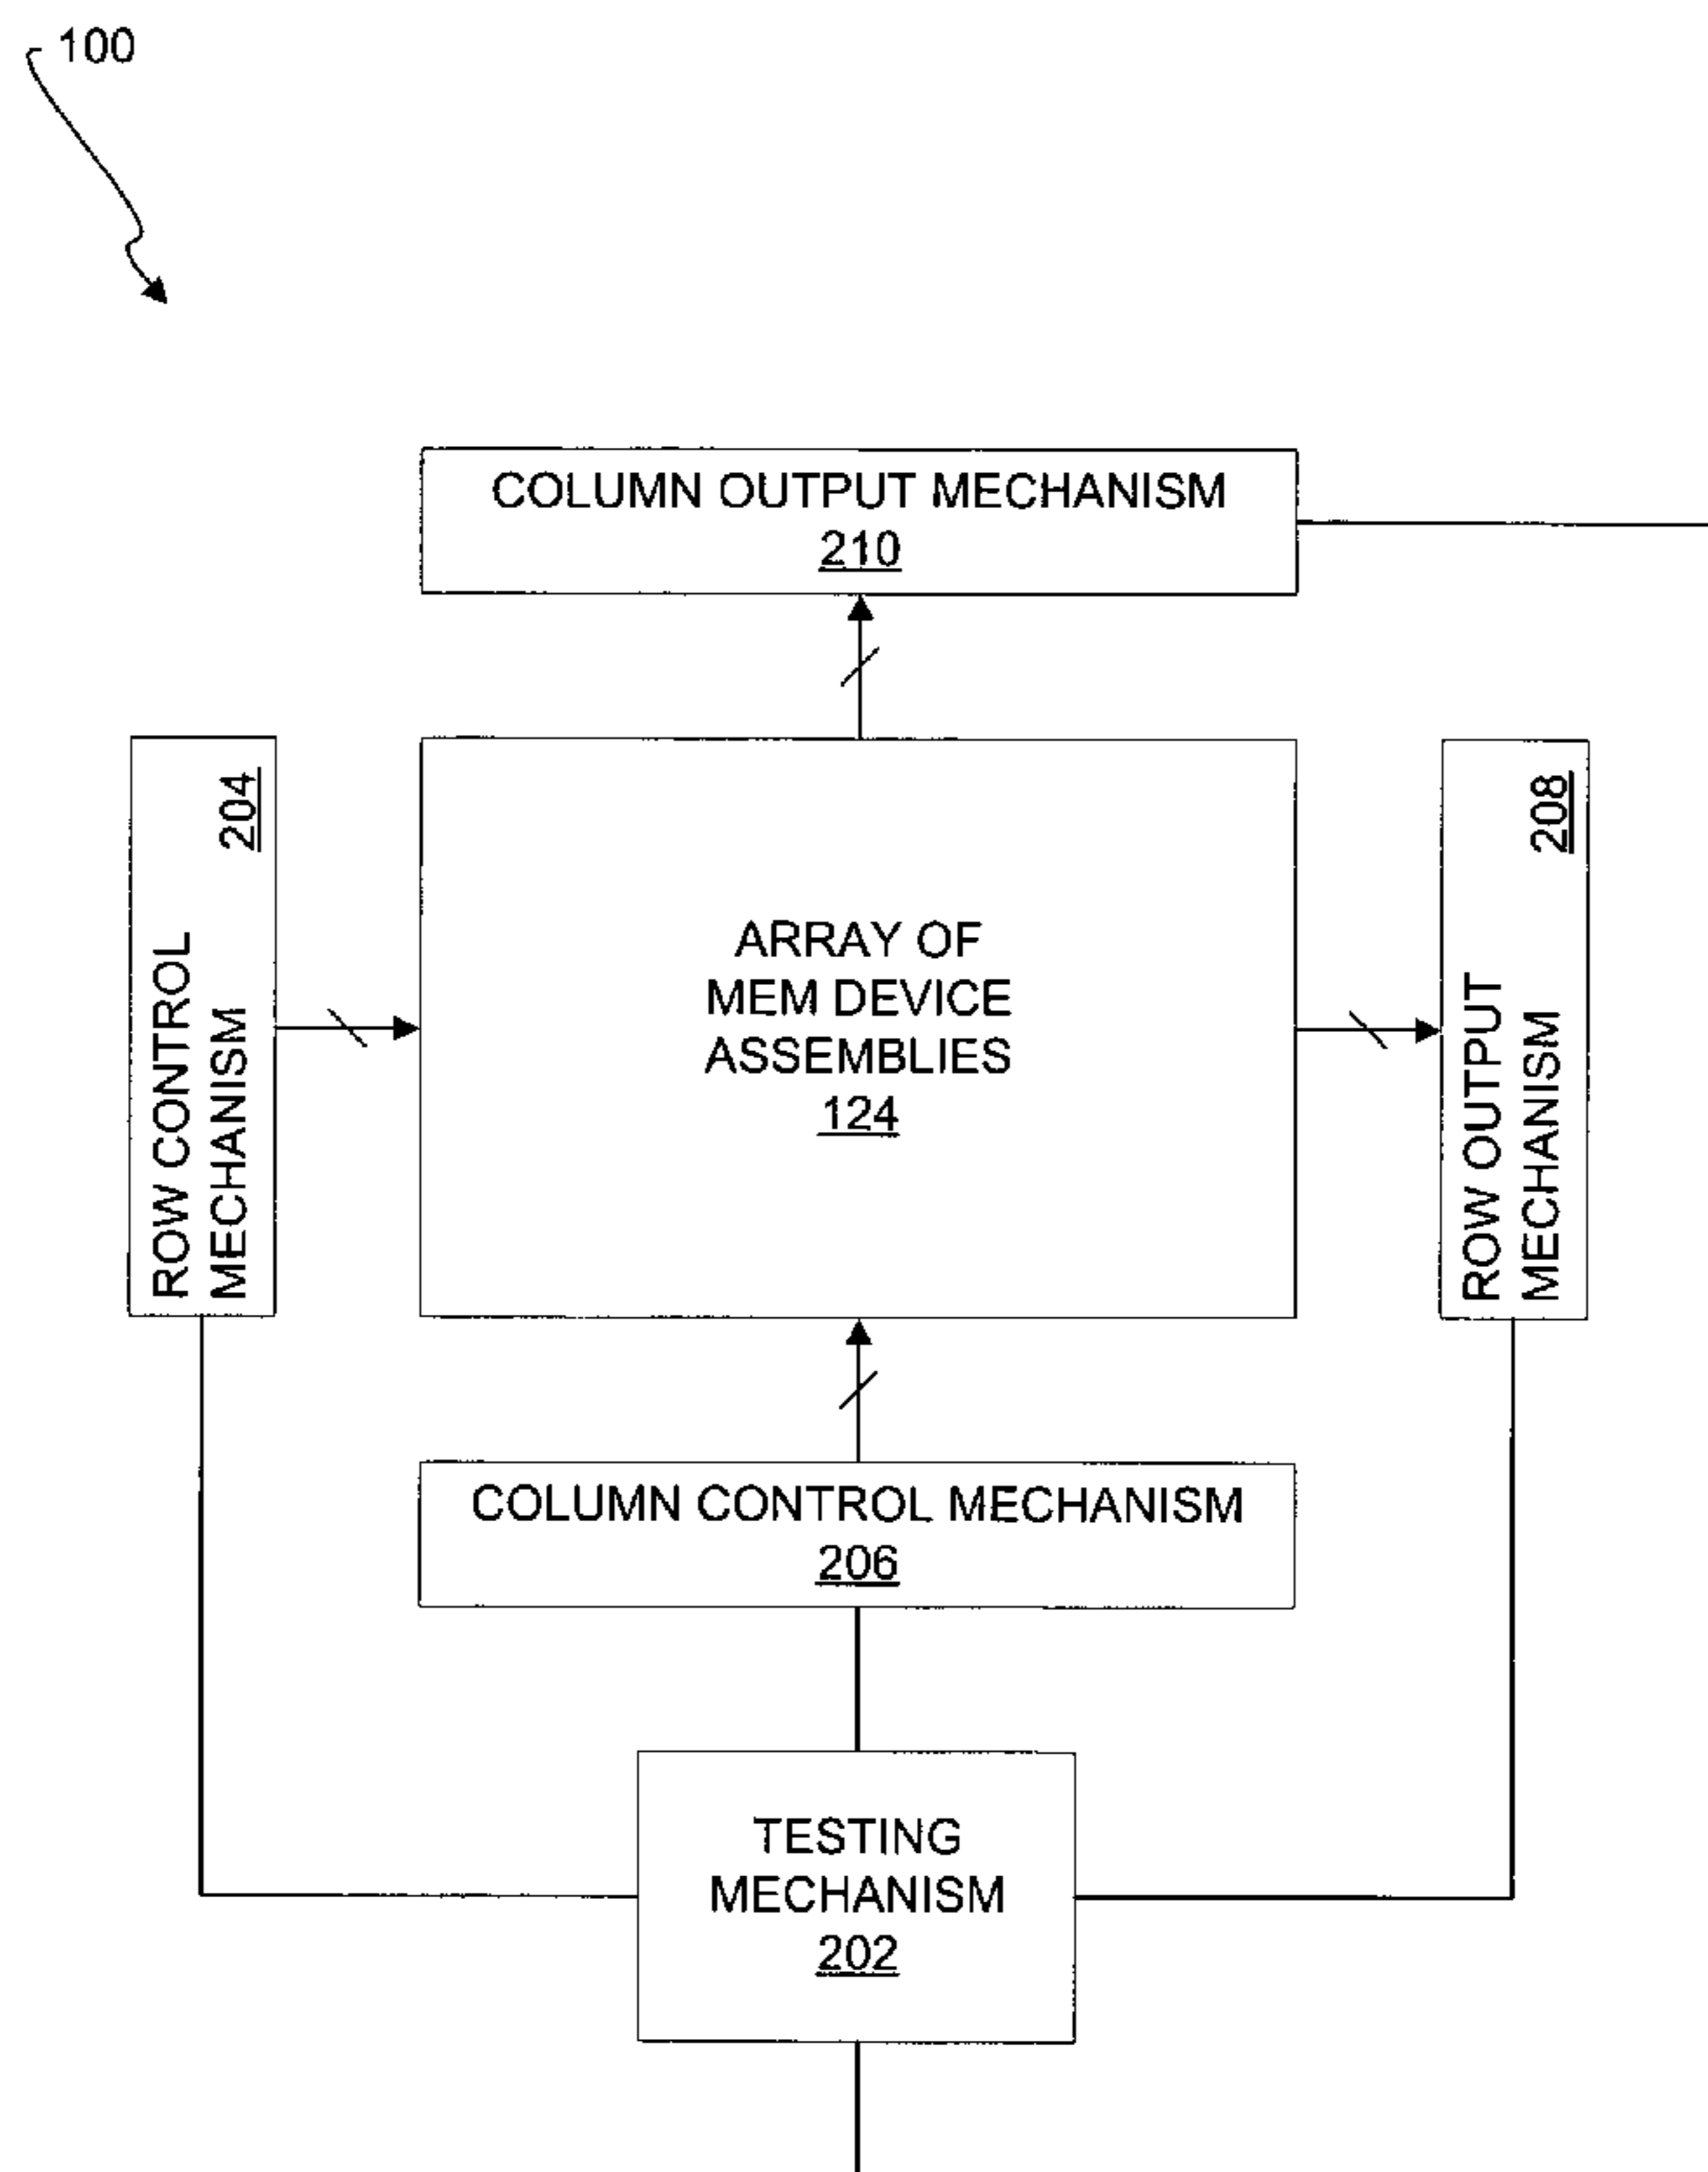 100
COLUMN OUTPUT MECHANISM
210
ROW CONTROL
MECHANISM
204
ARRAY OF
MEM DEVICE
ASSEMBLIES
124
ROW OUTPUT
MECHANISM
208
COLUMN CONTROL MECHANISM
206
TESTING
MECHANISM
202